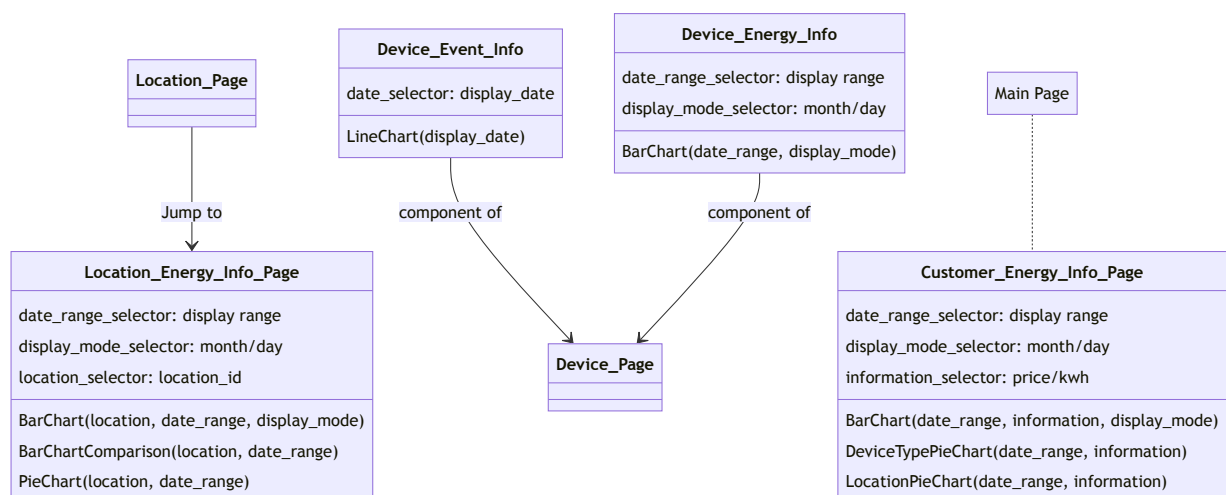 Location_Page
Device_Event_Info
date_selector: display_date
LineChart(display_date)
Device_Energy_Info
date_range_selector: display range
display_mode_selector: month/day
BarChart(date_range, display_mode)
Main Page
Jump to
component of
component of
Location_Energy_Info_Page
date_range_selector: display range
display_mode_selector: month/day
location_selector: location_id
BarChart(location, date_range, display_mode)
BarChartComparison(location, date_range)
PieChart(location, date_range)
Device_Page
Customer_Energy_Info_Page
date_range_selector: display range
display_mode_selector: month/day
information_selector: price/kwh
BarChart(date_range, information, display_mode)
DeviceTypePieChart(date_range, information)
LocationPieChart(date_range, information)